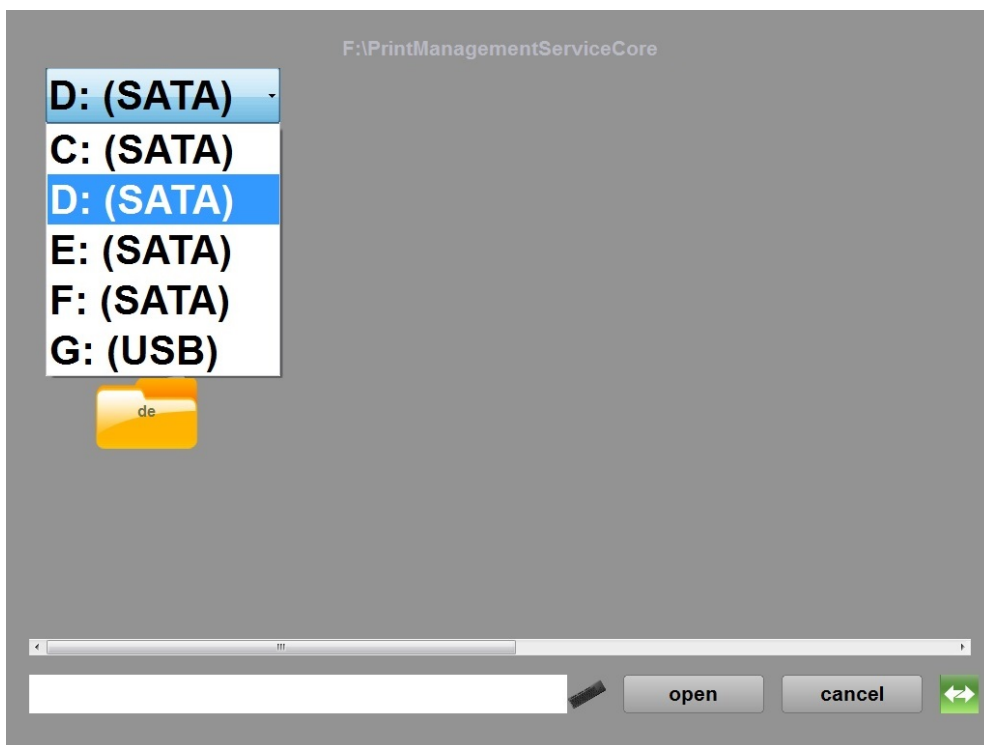 F:\PrintManagementServiceCore
D: (SATA)
C: (SATA)
D: (SATA)
E: (SATA)
F: (SATA)
G: (USB)
de
open
cancel